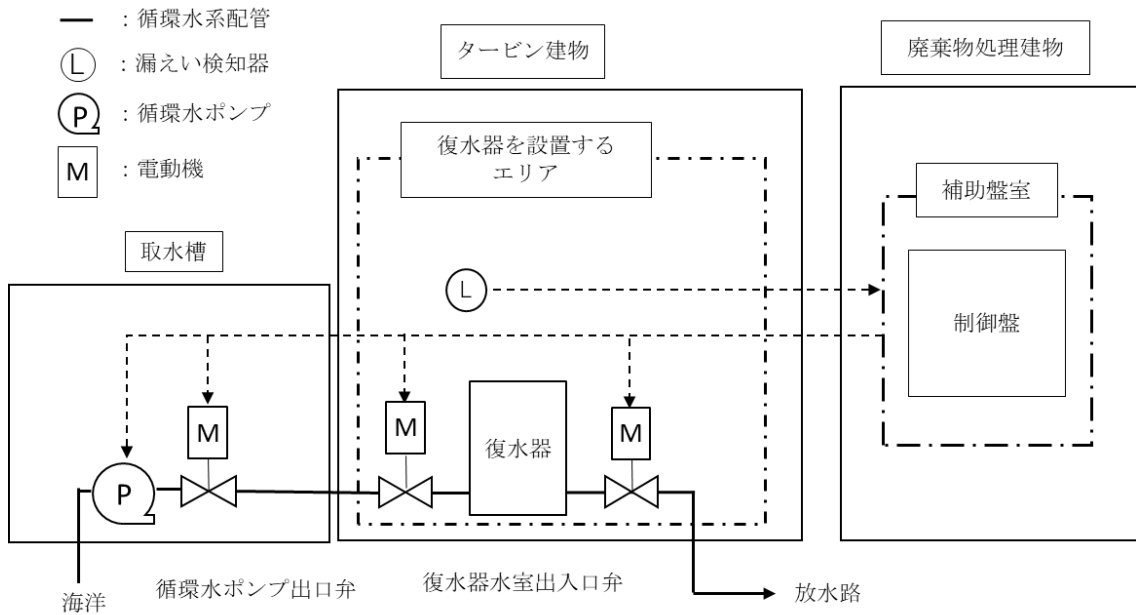 ：循環水系配管
L ：漏えい検知器
P ：循環水ポンプ
M ：電動機
タービン建物
廃棄物処理建物
復水器を設置する
エリア
補助盤室
取水槽
L
制御盤
M
M
M
復水器
P
海洋
循環水ポンプ出口弁
復水器水室出入口弁
放水路